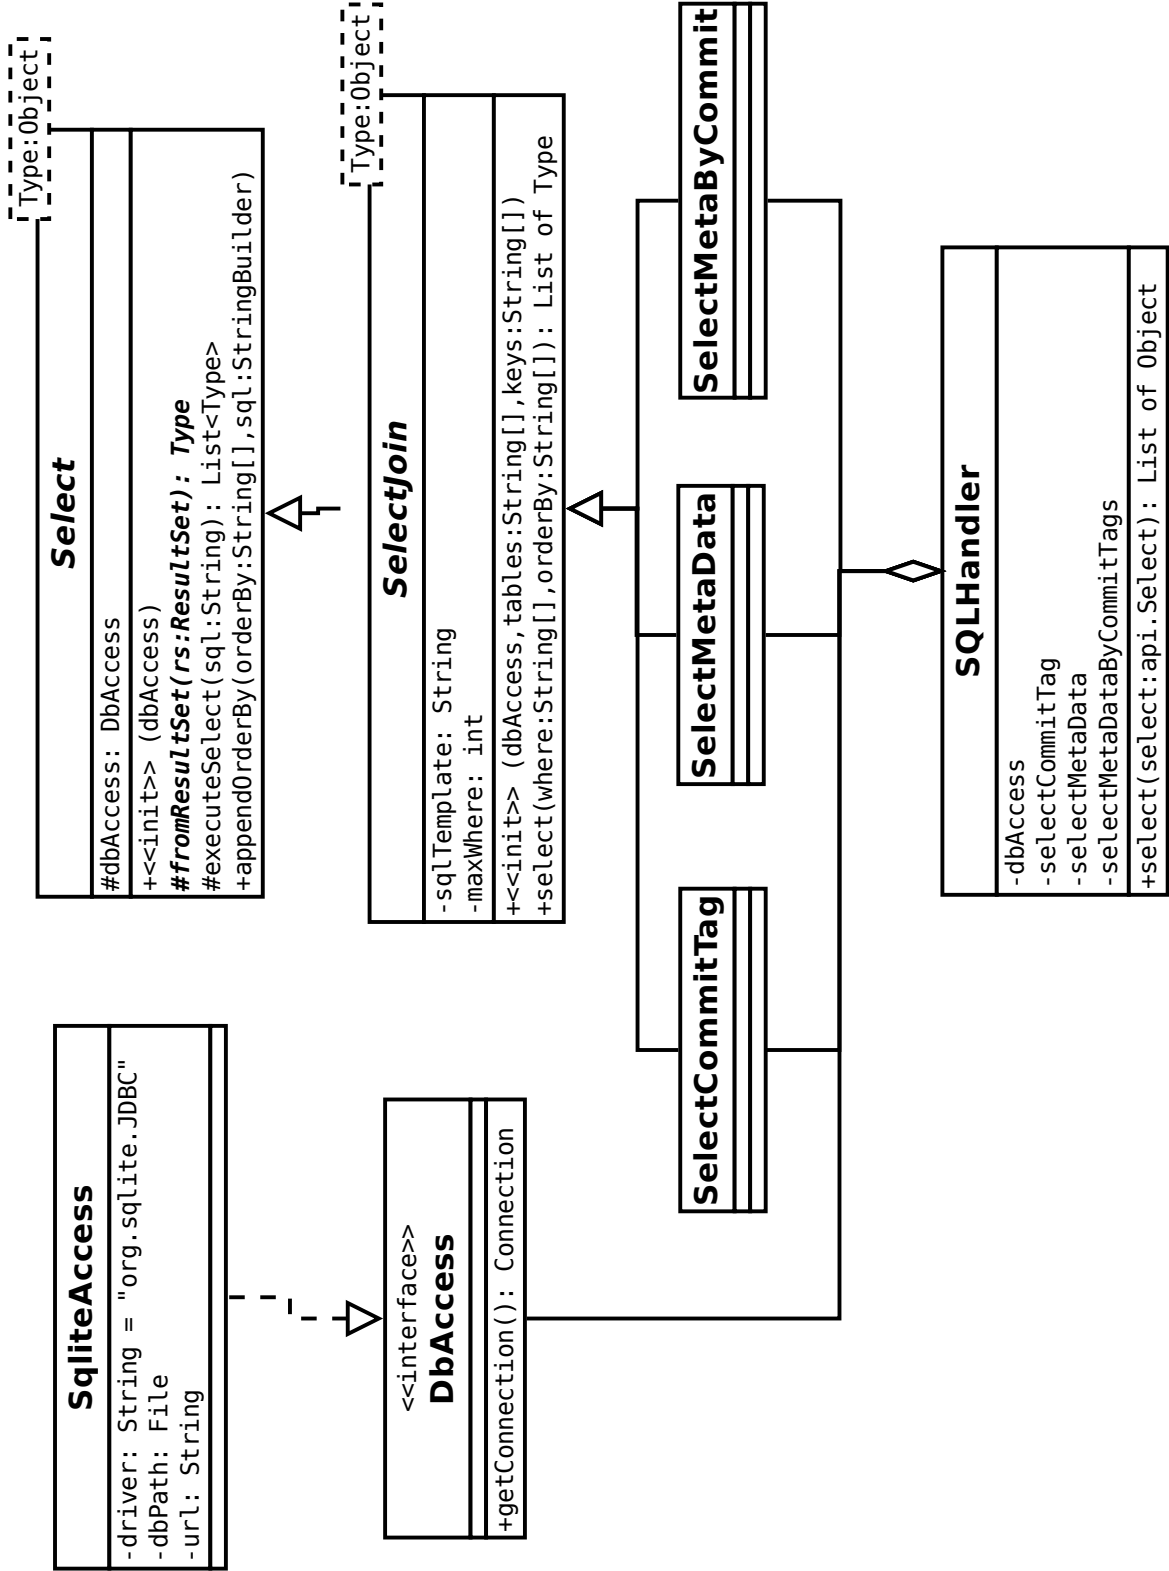 SqliteAccess
-driver: String = "org.sqlite.JDBC"
-dbPath: File
-url: String
Type:Object
Select
#dbAccess: DbAccess
+<<init>> (dbAccess)
#fromResultSet(rs:ResultSet): Type
#executeSelect(sql:String): List<Type>
+appendOrderBy(orderBy:String[],sql:StringBuilder)
<<interface>>
DbAccess
+getConnection(): Connection
Type:Object
SelectJoin
-sqlTemplate: String
-maxWhere: int
+<<init>> (dbAccess,tables:String[],keys:String[])
+select(where:String[],orderBy:String[]): List of Type
SelectCommitTag
SelectMetaData
SelectMetaByCommit
SQLHandler
-dbAccess
-selectCommitTag
-selectMetaData
-selectMetaDataByCommitTags
+select(select:api.Select): List of Object